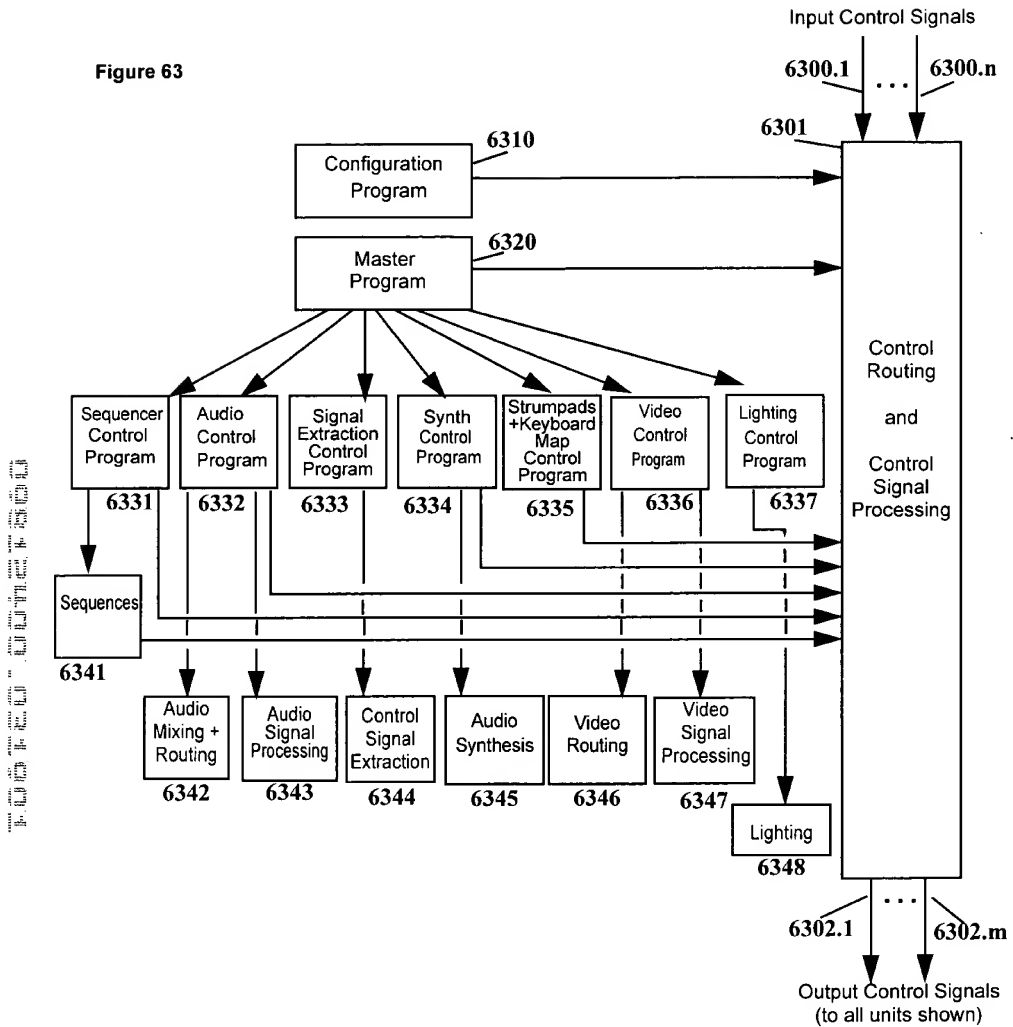 Input Control Signals
Figure 63
6300.1
...
6300.n
6301
6310
Configuration
Program
6320
Master
Program
Control
Routing
and
Control
Signal
Processing
Sequencer
Control
Program
6331
Audio
Control
Program
6332
Signal
Extraction
Control
Program
6333
Synth
Control
Program
6334
Strumpads
+Keyboard
Map
Control
Program
6335
Video
Control
Program
6336
Lighting
Control
Program
6337
Sequences
6341
Audio
Mixing +
Routing
6342
Audio
Signal
Processing
6343
Control
Signal
Extraction
6344
Audio
Synthesis
6345
Video
Routing
6346
Video
Signal
Processing
6347
Lighting
6348
6302.1
...
6302.m
Output Control Signals
(to all units shown)